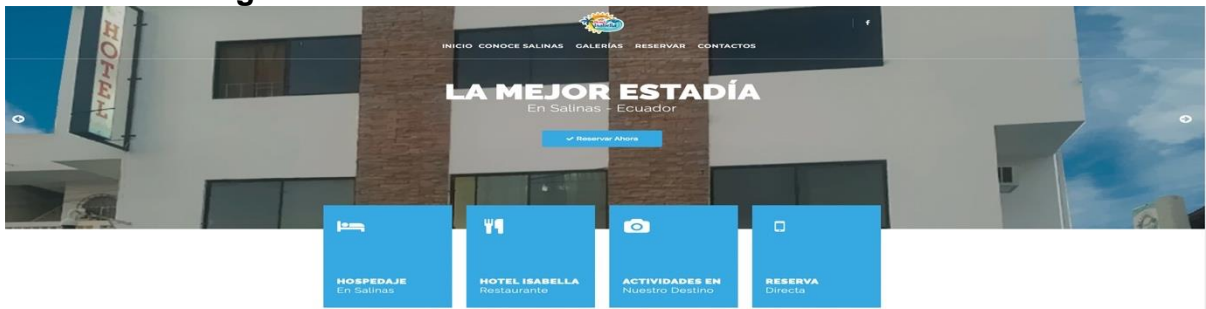 HOTEL
INICIO CONOCE SALINAS GALERÍAS RESERVAR CONTACTOS
LA MEJOR ESTADÍA
En Salinas - Ecuador
Reservar Ahora
HOSPEDAJE
En Salinas
HOTEL ISABELLA
Restaurante
ACTIVIDADES EN
Nuestro Destino
RESERVA
Directa